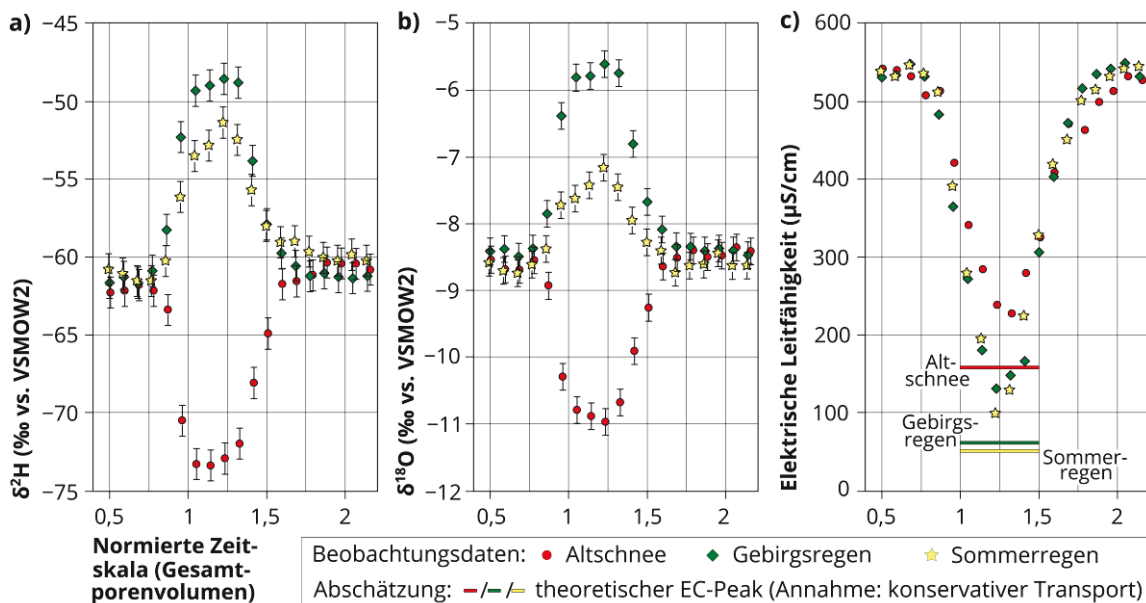 a)
−45
−50
−55
−60
−65
−70
−75
δ²H (‰ vs. VSMOW2)
0,5 1 1,5 2
Normierte Zeit-
skala (Gesamt-
porenvolumen)
b)
−5
−6
−7
−8
−9
−10
−11
−12
δ¹⁸O (‰ vs. VSMOW2)
0,5 1 1,5 2
c)
600
500
400
300
200
100
0
Elektrische Leitfähigkeit (µS/cm)
Alt-
schnee
Gebirgs-
regen
Sommer-
regen
0,5 1 1,5 2
Beobachtungsdaten: Altschnee Gebirgsregen Sommerregen
Abschätzung: −/−/− theoretischer EC-Peak (Annahme: konservativer Transport)